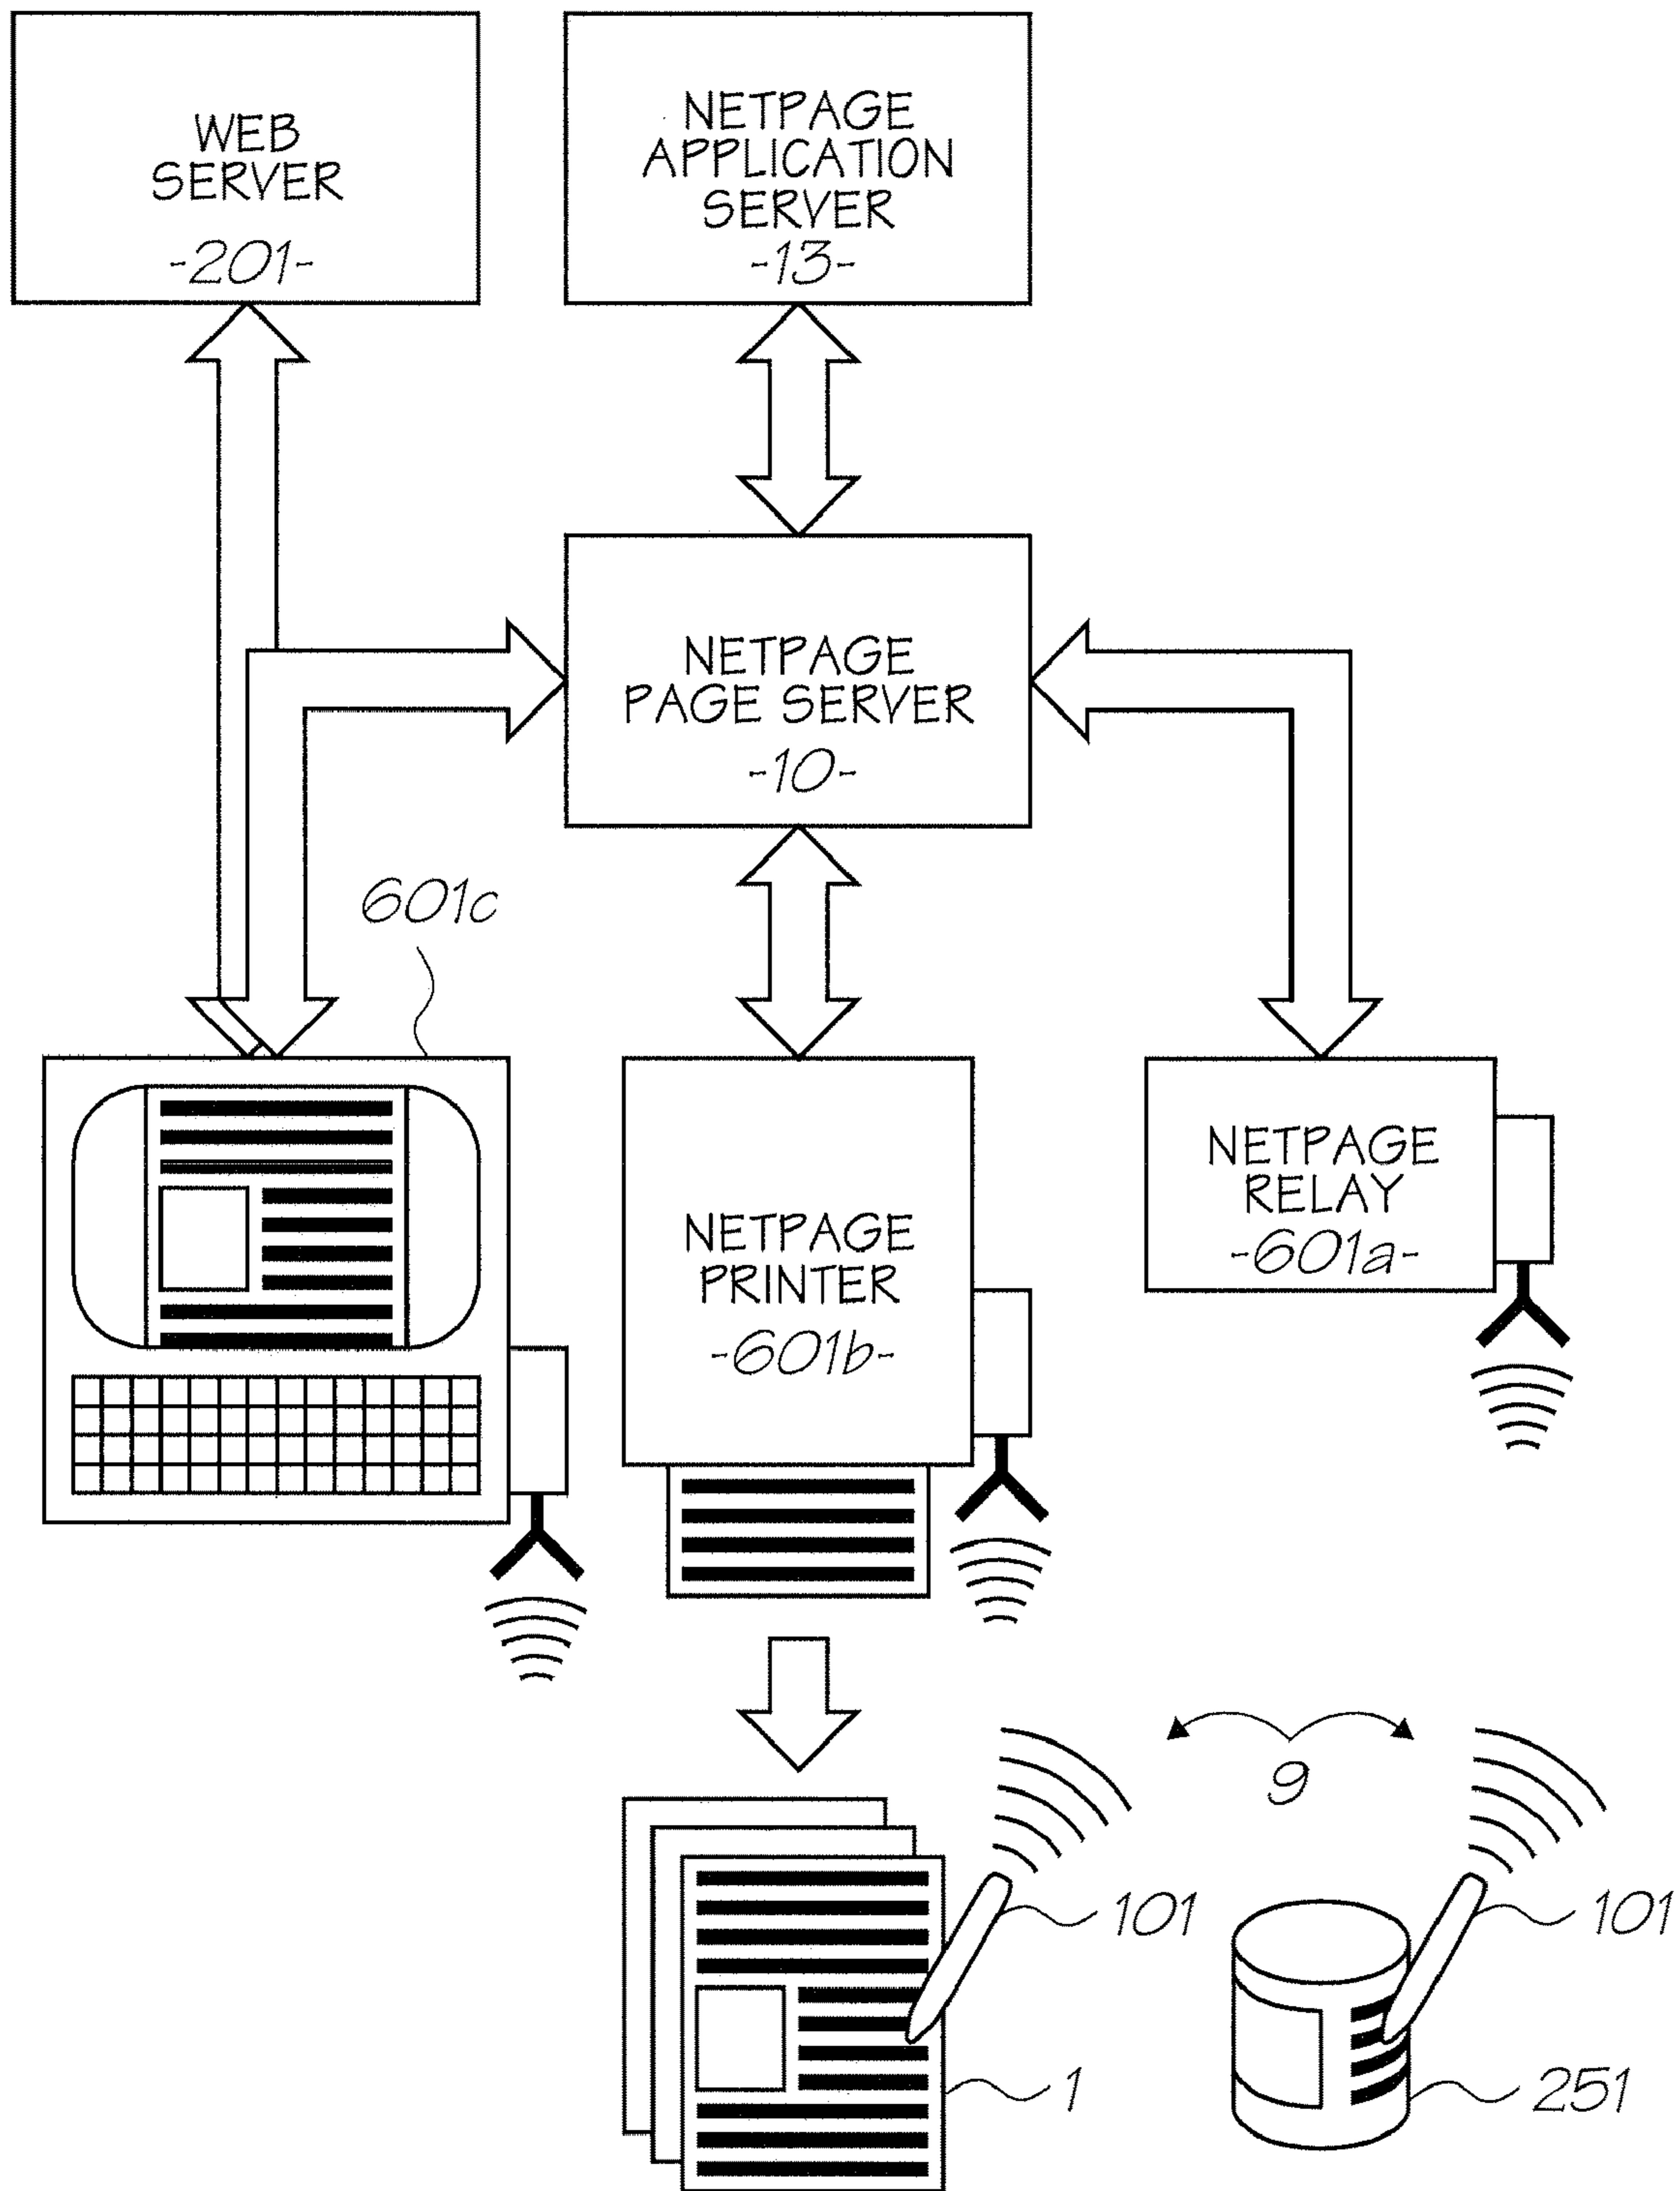 WEB
SERVER
-201-
NETPAGE
APPLICATION
SERVER
-13-
NETPAGE
PAGE SERVER
-10-
601c
NETPAGE
PRINTER
-601b-
NETPAGE
RELAY
-601a-
9
101
101
1
251